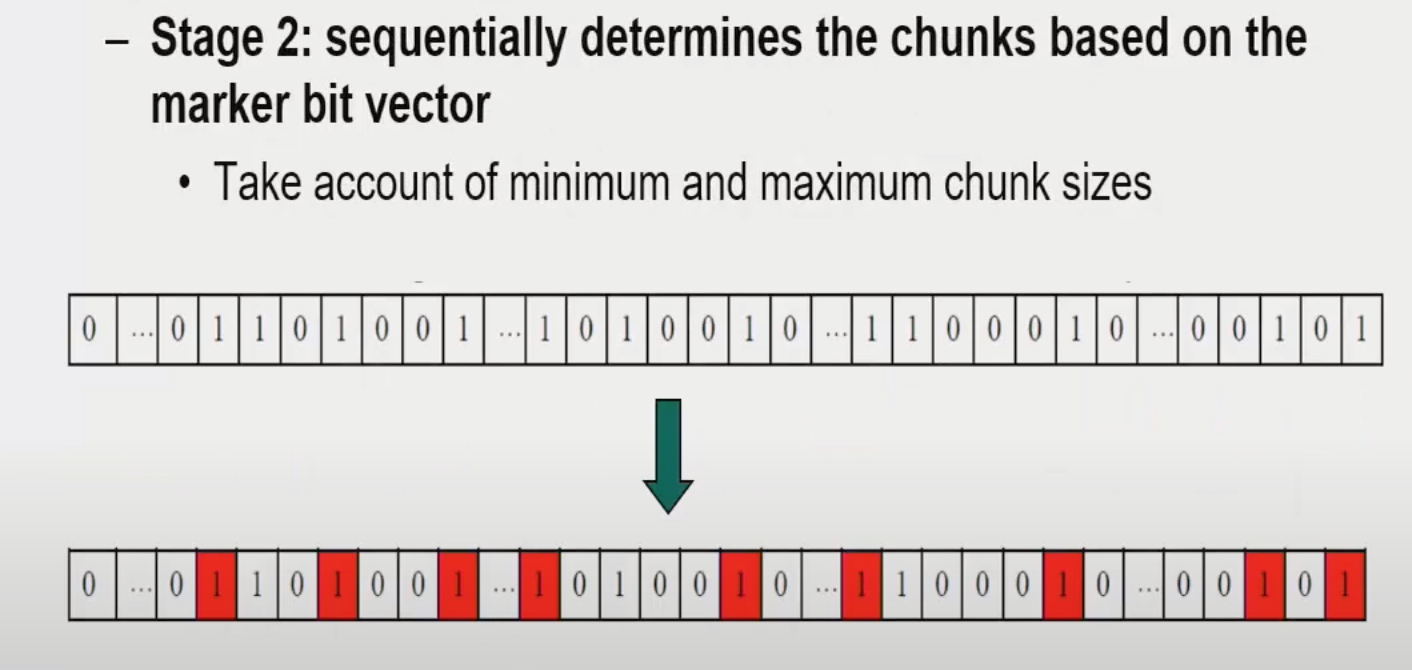 – Stage 2: sequentially determines the chunks based on the
marker bit vector
• Take account of minimum and maximum chunk sizes
0 ... 0 1 1 0 1 0 0 1 ... 1 0 1 0 0 1 0 ... 1 1 0 0 0 1 0 ... 0 0 1 0 1
0 ... 0 1 1 0 1 0 0 1 ... 1 0 1 0 0 1 0 ... 1 1 0 0 0 1 0 ... 0 0 1 0 1